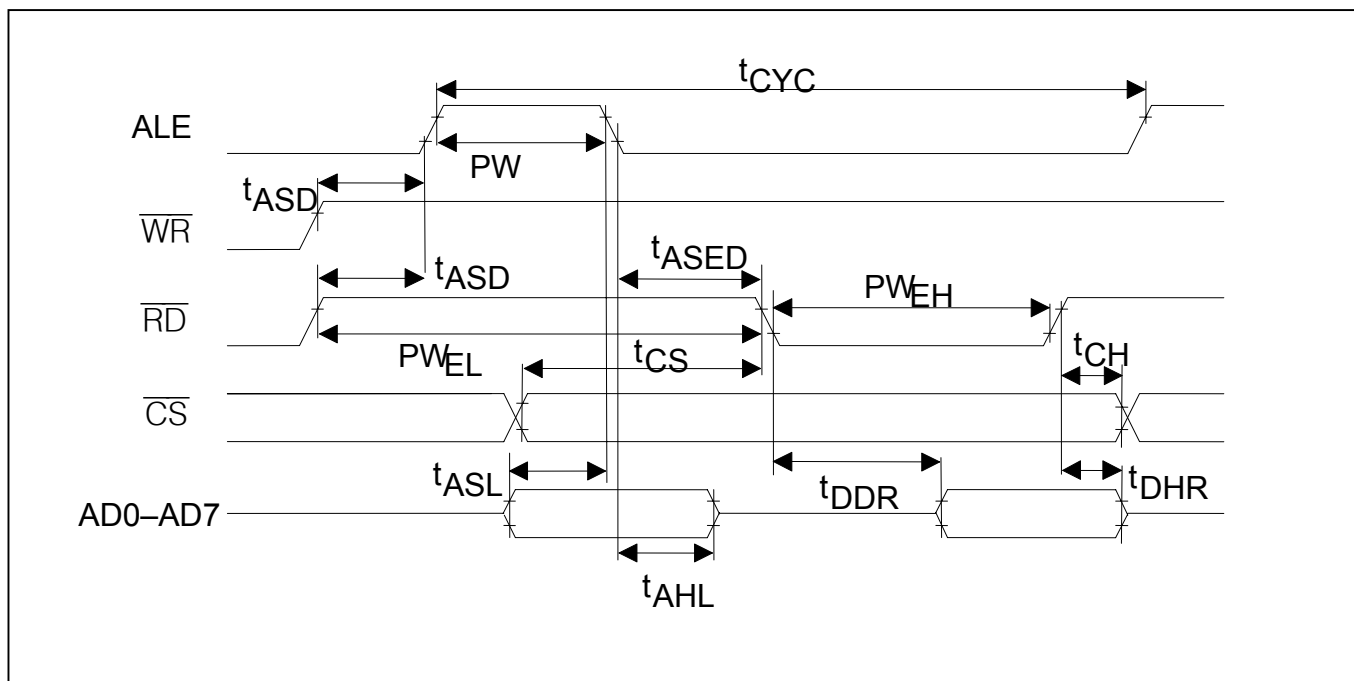 tCYC
ALE
PW
tASD
WR
tASED
tASD
PWEH
RD
PWEL
tCS
tCH
CS
tASL
tDDR
tDHR
AD0–AD7
tAHL